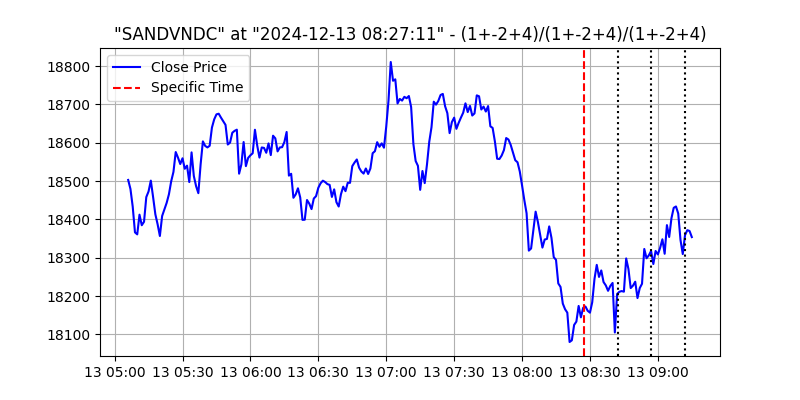 "SANDVNDC" at "2024-12-13 08:27:11" - (1+-2+4)/(1+-2+4)/(1+-2+4)
Close Price
Specific Time
18800
18700
18600
18500
18400
18300
18200
18100
13 05:00 13 05:30 13 06:00 13 06:30 13 07:00 13 07:30 13 08:00 13 08:30 13 09:00